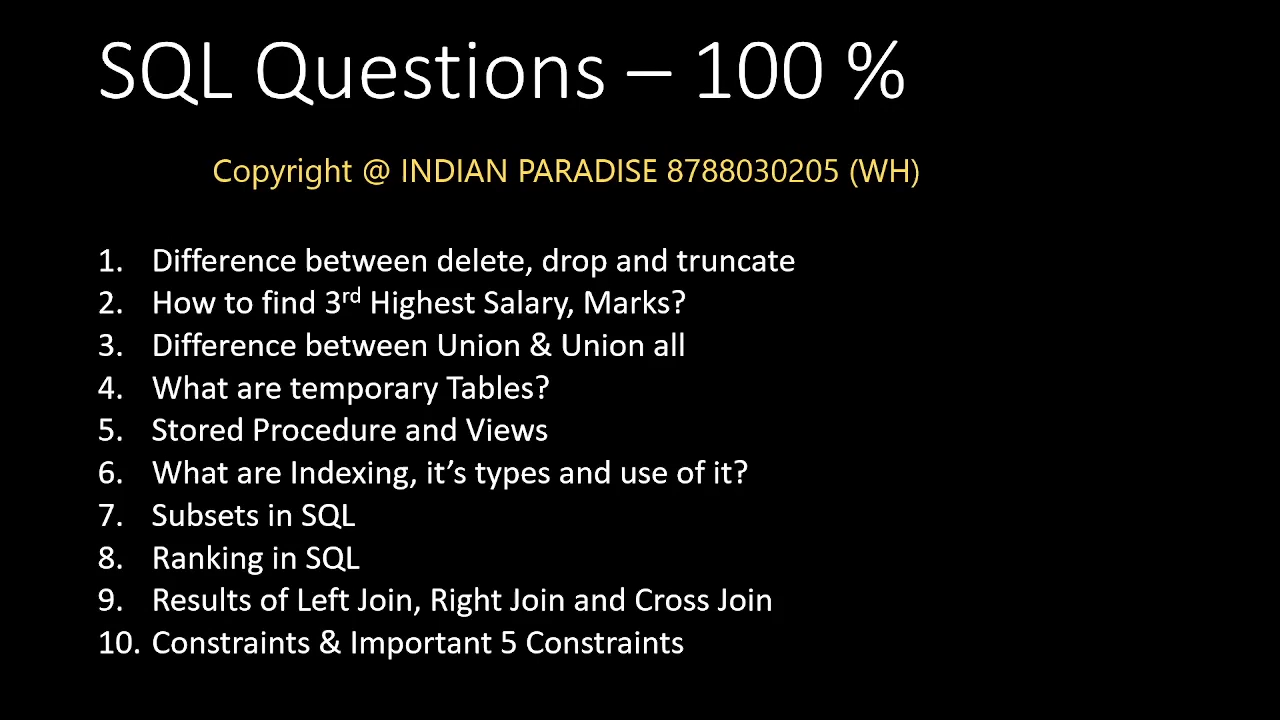 SQL Questions – 100 %
Copyright @ INDIAN PARADISE 8788030205 (WH)
1. Difference between delete, drop and truncate
2. How to find 3rd Highest Salary, Marks?
3. Difference between Union & Union all
4. What are temporary Tables?
5. Stored Procedure and Views
6. What are Indexing, it’s types and use of it?
7. Subsets in SQL
8. Ranking in SQL
9. Results of Left Join, Right Join and Cross Join
10. Constraints & Important 5 Constraints